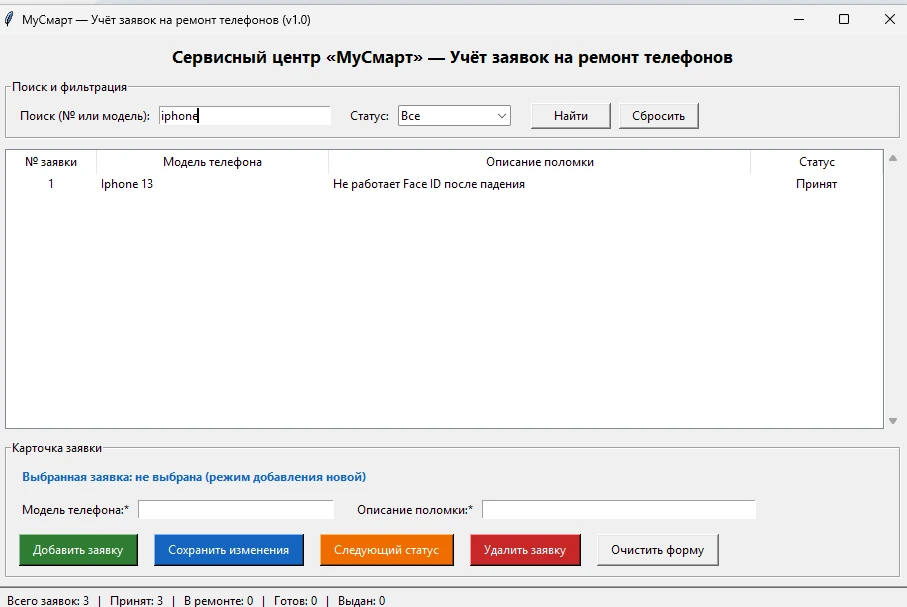 МуСмарт — Учёт заявок на ремонт телефонов (v1.0)
Сервисный центр «МуСмарт» — Учёт заявок на ремонт телефонов
Поиск и фильтрация
Поиск (№ или модель): iphone Статус: Все Найти Сбросить
№ заявки Модель телефона Описание поломки Статус
1 Iphone 13 Не работает Face ID после падения Принят
Карточка заявки
Выбранная заявка: не выбрана (режим добавления новой)
Модель телефона:* Описание поломки:*
Добавить заявку Сохранить изменения Следующий статус Удалить заявку Очистить форму
Всего заявок: 3 | Принят: 3 | В ремонте: 0 | Готов: 0 | Выдан: 0